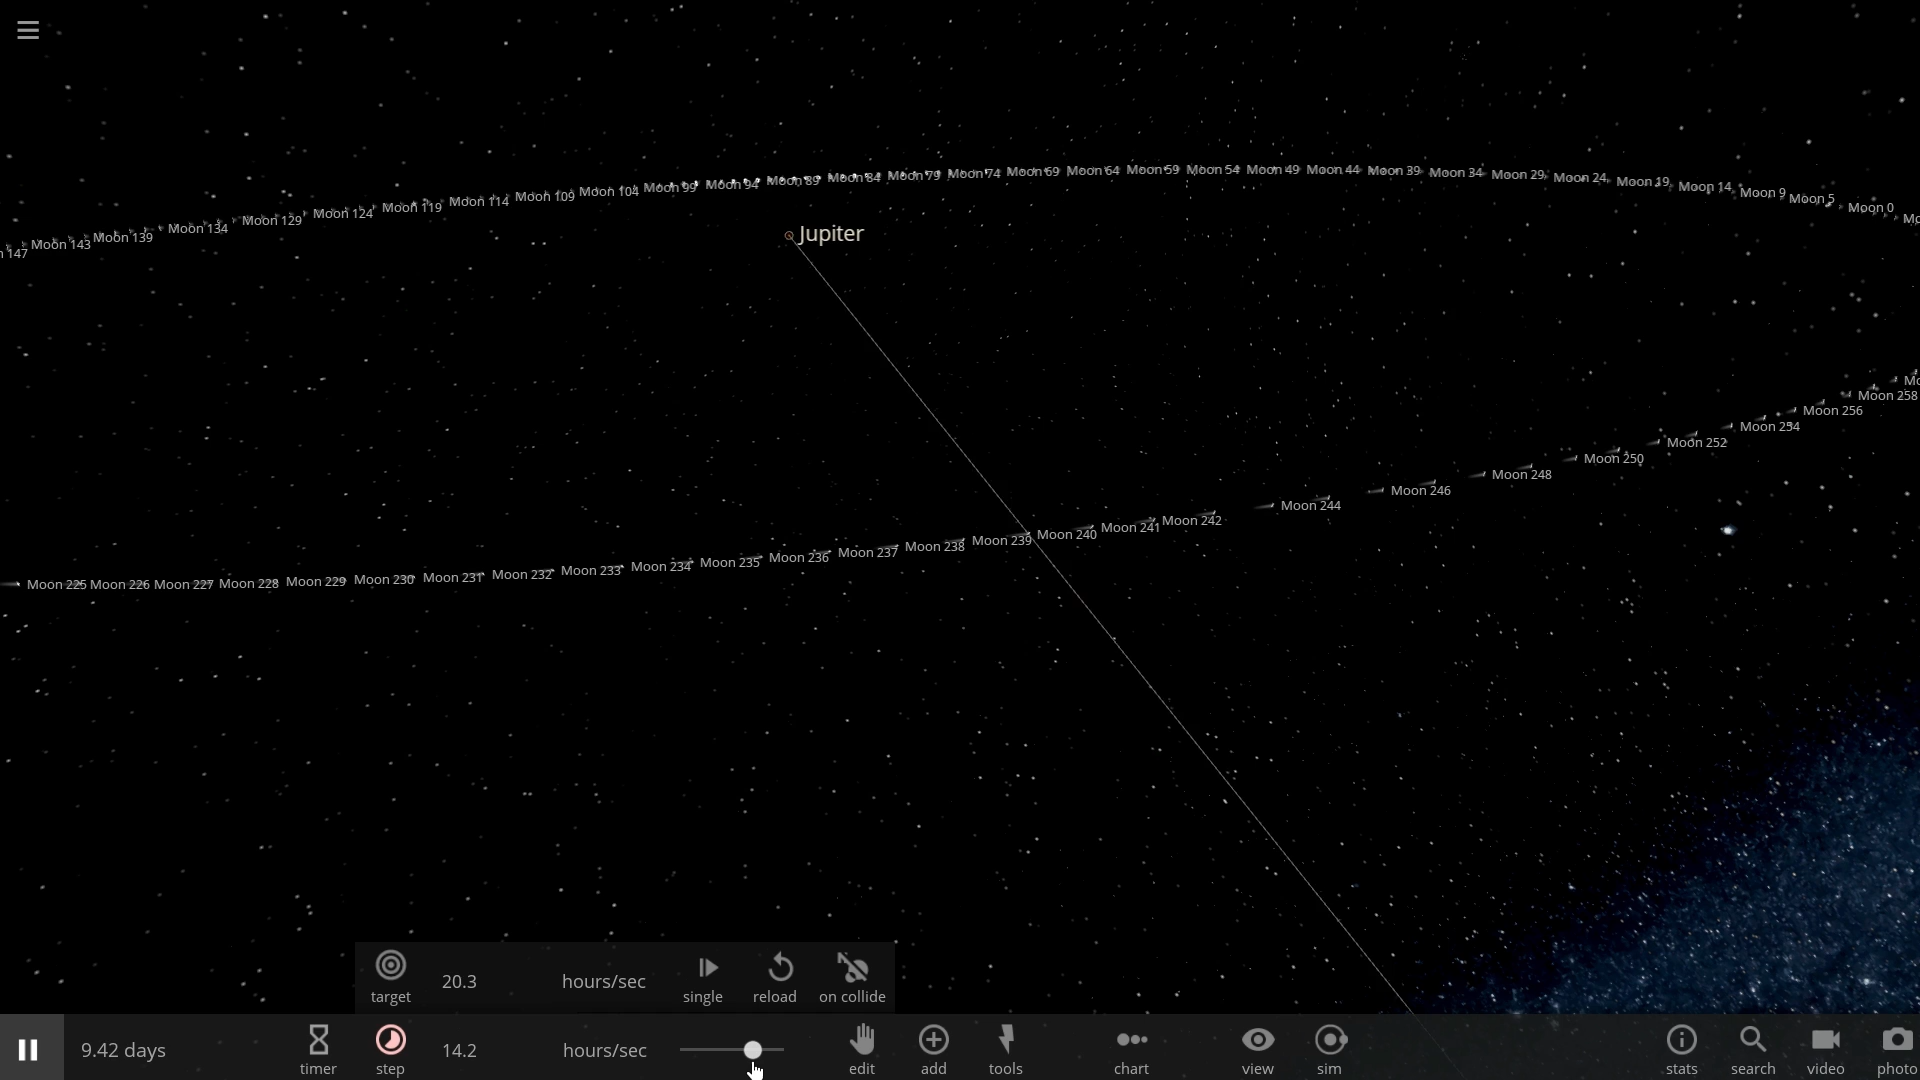 Moon 99 Moon 94 Moon 89 Moon 84 Moon 79 Moon 74 Moon 69 Moon 64 Moon 59 Moon 54 Moon 49 Moon 44 Moon 39 Moon 34 Moon 29 Moon 24 Moon 19 Moon 14 Moon 9 Moon 5 Moon 0
147 Moon 143 Moon 139 Moon 134 Moon 129 Moon 124 Moon 119 Moon 114 Moon 109 Moon 104
Jupiter
Moon 225 Moon 226 Moon 227 Moon 228 Moon 229 Moon 230 Moon 231 Moon 232 Moon 233 Moon 234 Moon 235 Moon 236 Moon 237 Moon 238 Moon 239 Moon 240 Moon 241 Moon 242 Moon 244 Moon 246 Moon 248 Moon 250 Moon 252 Moon 254 Moon 256 Moon 258
target 20.3 hours/sec single reload on collide
9.42 days timer step 14.2 hours/sec edit add tools chart view sim stats search video photo